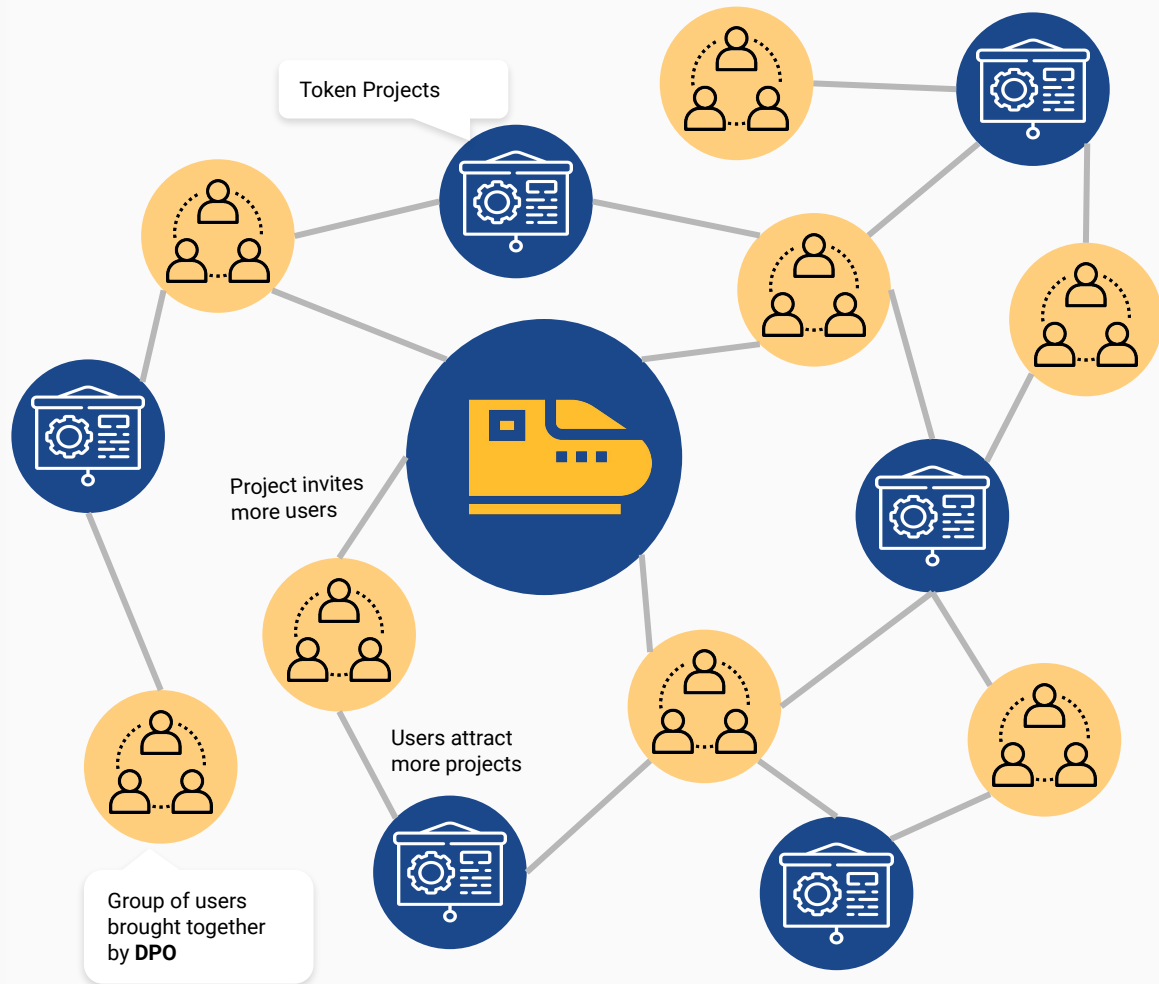 Token Projects
Project invites
more users
Users attract
more projects
Group of users
brought together
by DPO